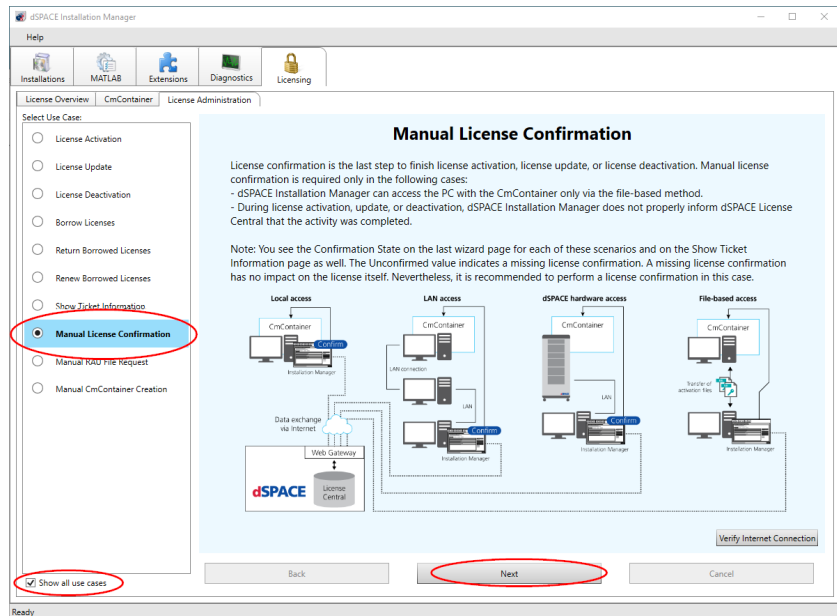 dSPACE Installation Manager
Help
Installations
MATLAB
Extensions
Diagnostics
Licensing
License Overview
CmContainer
License Administration
Select Use Case:
License Activation
License Update
License Deactivation
Borrow Licenses
Return Borrowed Licenses
Renew Borrowed Licenses
Show Ticket Information
Manual License Confirmation
Manual RAU File Request
Manual CmContainer Creation
Show all use cases
Manual License Confirmation
License confirmation is the last step to finish license activation, license update, or license deactivation. Manual license
confirmation is required only in the following cases:
- dSPACE Installation Manager can access the PC with the CmContainer only via the file-based method.
- During license activation, update, or deactivation, dSPACE Installation Manager does not properly inform dSPACE License
Central that the activity was completed.
Note: You see the Confirmation State on the last wizard page for each of these scenarios and on the Show Ticket
Information page as well. The Unconfirmed value indicates a missing license confirmation. A missing license confirmation
has no impact on the license itself. Nevertheless, it is recommended to perform a license confirmation in this case.
Local access
LAN access
dSPACE hardware access
File-based access
CmContainer
CmContainer
CmContainer
CmContainer
Confirm
Installation Manager
LAN connection
LAN
LAN
Transfer of
activation files
Data exchange
via Internet
Confirm
Confirm
Installation Manager
Installation Manager
Installation Manager
Web Gateway
dSPACE
License
Central
Verify Internet Connection
Back
Next
Cancel
Ready